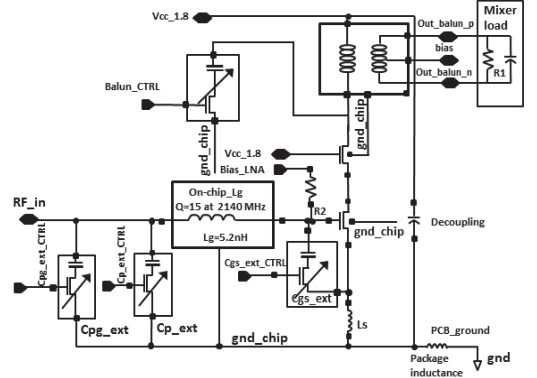 Vcc_1.8
Mixer
load
Out_balun_p
bias
Out_balun_n
R1
Balun_CTRL
gnd_chip
gnd_chip
Vcc_1.8
Bias_LNA
On-chip_Lg
Q=15 at 2140 MHz
Lg=5.2nH
R2
RF_in
gnd_chip
Decoupling
Cpg_ext_CTRL
Cp_ext_CTRL
Cgs_ext_CTRL
Cgs_ext
Cpg_ext
Cp_ext
Ls
gnd_chip
PCB_ground
Package
inductance
gnd